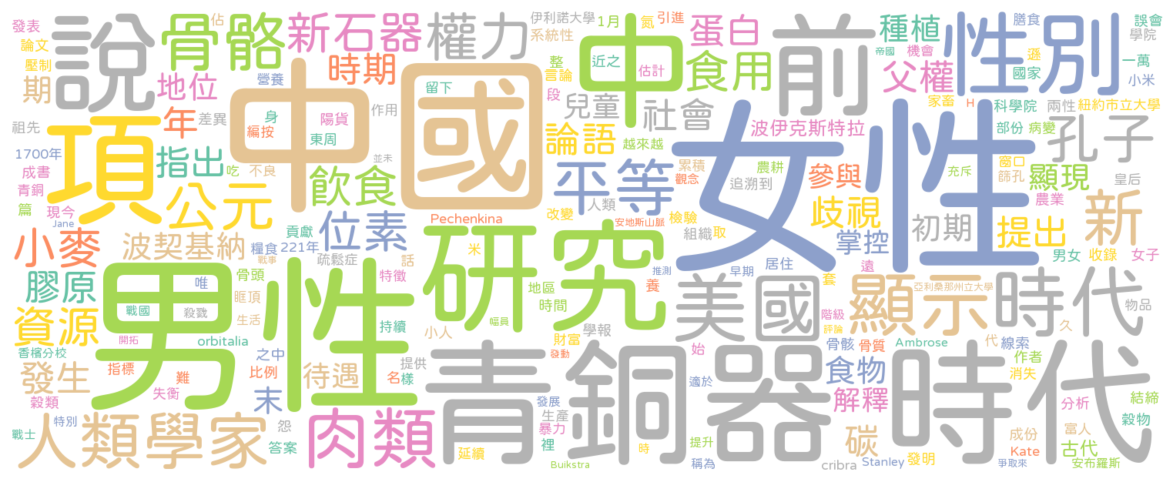 發表
佔
骨骼
新石器
權力
伊利諾大學
1月
氮
引進
蛋白
種植
膳食
誤會
論文
說
系統性
前
機會
帝國
遜
學院
性別
壓制
時期
近之
估計
整
言論
中
食用
父權
國家
一萬
小米
期
地位
營養
留下
段
兒童
社會
家畜
H
科學院
兩性
紐約市立大學
項
年
差異
身
陽貨
作用
國
中
論語
波伊克斯特拉
部份
病變
孔子
祖先
編按
東周
越來越
女性
1700年
指出
飲食
並未
平等
累積
農耕
參與
充斥
窗口
篩孔
顯現
皇后
成書
吃
不良
觀念
追溯到
青銅
篇
公元
人類
歧視
初期
農業
現今
貢獻
Pechenkina
改變
安地斯山脈
檢驗
取
提出
新
Jane
小麥
波契基納
糧食
221年
位素
米
組織
掌控
男女
收錄
女子
戰事
疏鬆症
話
研究
推測
早期
居住
遠
膠原
唯
骨頭
特徵
地區
養
美國
套
亞利桑那州立大學
資源
戰國
殺戮
眶頂
男性
時間
階級
顯示
時代
物品
生活
orbitalia
持續
小人
幅員
學報
財富
評論
久
香檳分校
開拓
之中
提供
發動
始
骨骸
骨質
Ambrose
代
線索
發生
指標
難
比例
待遇
名
樣
青銅器
適於
食物
作者
消失
穀類
失衡
末
發展
時代
解釋
分析
結締
人類學家
特別
怨
肉類
生產
暴力
裡
碳
成份
富人
穀物
戰士
答案
延續
時
提升
Kate
古代
Buikstra
稱為
cribra
Stanley
發明
爭取來
安布羅斯